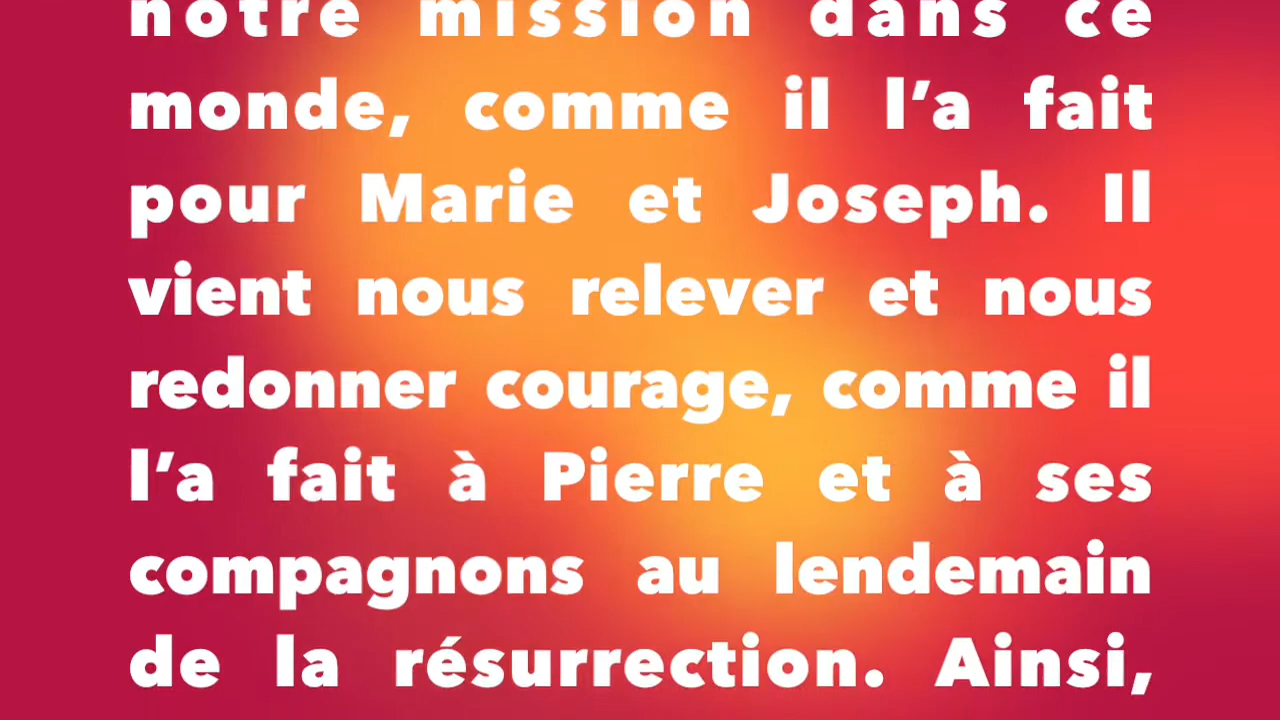 notre mission dans ce
monde, comme il l’a fait
pour Marie et Joseph. Il
vient nous relever et nous
redonner courage, comme il
l’a fait à Pierre et à ses
compagnons au lendemain
de la résurrection. Ainsi,